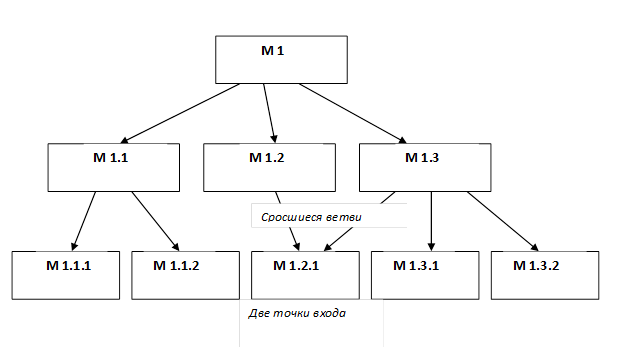 М 1
М 1.1
М 1.2
М 1.3
Сросшиеся ветви
М 1.1.1
М 1.1.2
М 1.2.1
М 1.3.1
М 1.3.2
Две точки входа